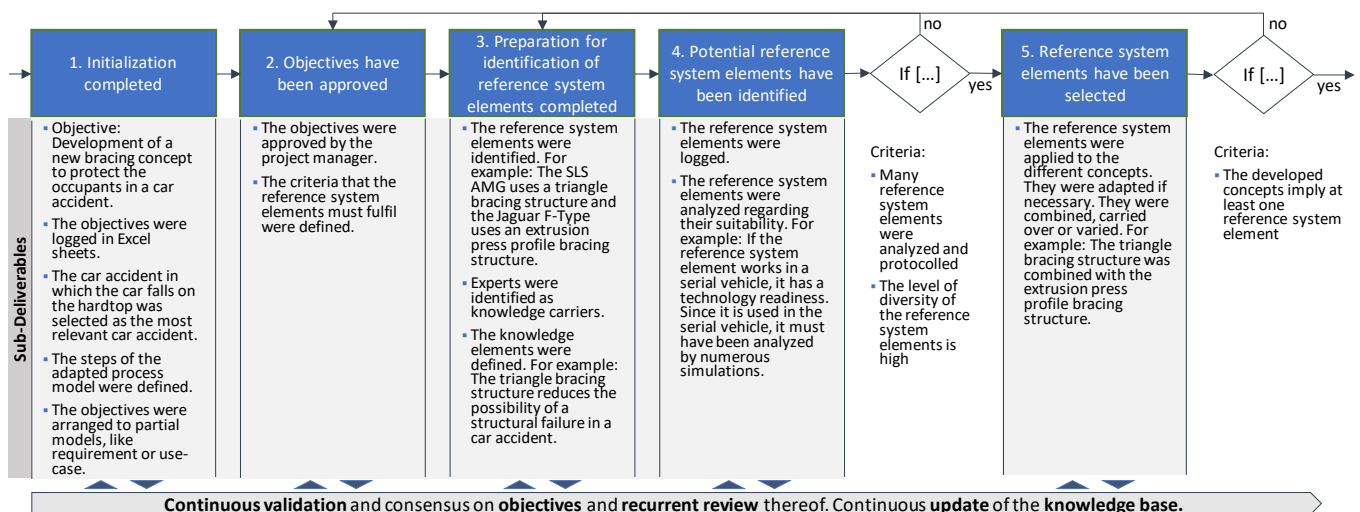 no
no
1. Initialization
completed
2. Objectives have
been approved
3. Preparation for
identification of
reference system
elements completed
4. Potential reference
system elements have
been identified
If [...]
yes
5. Reference system
elements have been
selected
If [...]
yes
Sub-Deliverables
▪ Objective:
Development of a
new bracing concept
to protect the
occupants in a car
accident.
▪ The objectives were
logged in Excel
sheets.
▪ The car accident in
which the car falls on
the hardtop was
selected as the most
relevant car accident.
▪ The steps of the
adapted process
model were defined.
▪ The objectives were
arranged to partial
models, like
requirement or use-
case.
▪ The objectives were
approved by the
project manager.
▪ The criteria that the
reference system
elements must fulfil
were defined.
▪ The reference system
elements were
identified. For
example: The SLS
AMG uses a triangle
bracing structure and
the Jaguar F-Type
uses an extrusion
press profile bracing
structure.
▪ Experts were
identified as
knowledge carriers.
▪ The knowledge
elements were
defined. For example:
The triangle bracing
structure reduces the
possibility of a
structural failure in a
car accident.
▪ The reference system
elements were
logged.
▪ The reference system
elements were
analyzed regarding
their suitability. For
example: If the
reference system
element works in a
serial vehicle, it has a
technology readiness.
Since it is used in the
serial vehicle, it must
have been analyzed
by numerous
simulations.
Criteria:
▪ Many
reference
system
elements
were
analyzed and
protocolled
▪ The level of
diversity of
the reference
system
elements is
high
▪ The reference system
elements were
applied to the
different concepts.
They were adapted if
necessary. They were
combined, carried
over or varied. For
example: The triangle
bracing structure was
combined with the
extrusion press
profile bracing
structure.
Criteria:
▪ The developed
concepts imply at
least one
reference system
element
Continuous validation and consensus on objectives and recurrent review thereof. Continuous update of the knowledge base.